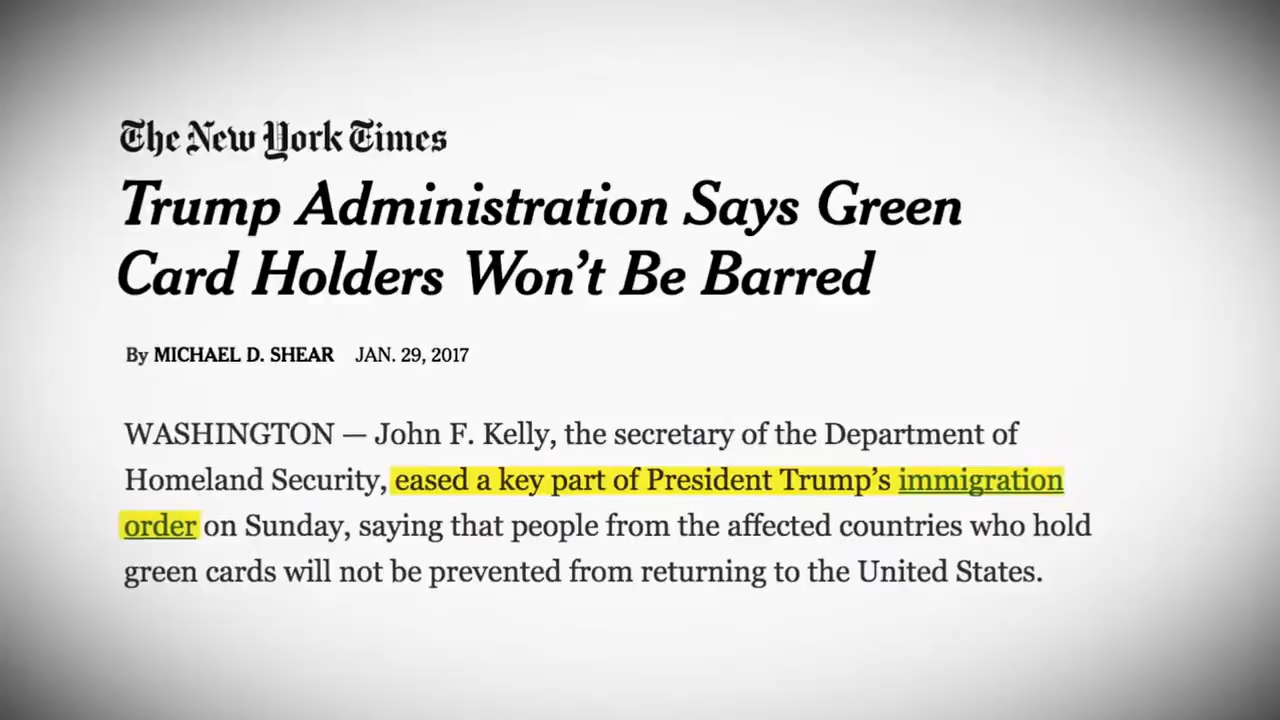 The New York Times
Trump Administration Says Green
Card Holders Won’t Be Barred
By MICHAEL D. SHEAR JAN. 29, 2017
WASHINGTON — John F. Kelly, the secretary of the Department of
Homeland Security, eased a key part of President Trump’s immigration
order on Sunday, saying that people from the affected countries who hold
green cards will not be prevented from returning to the United States.